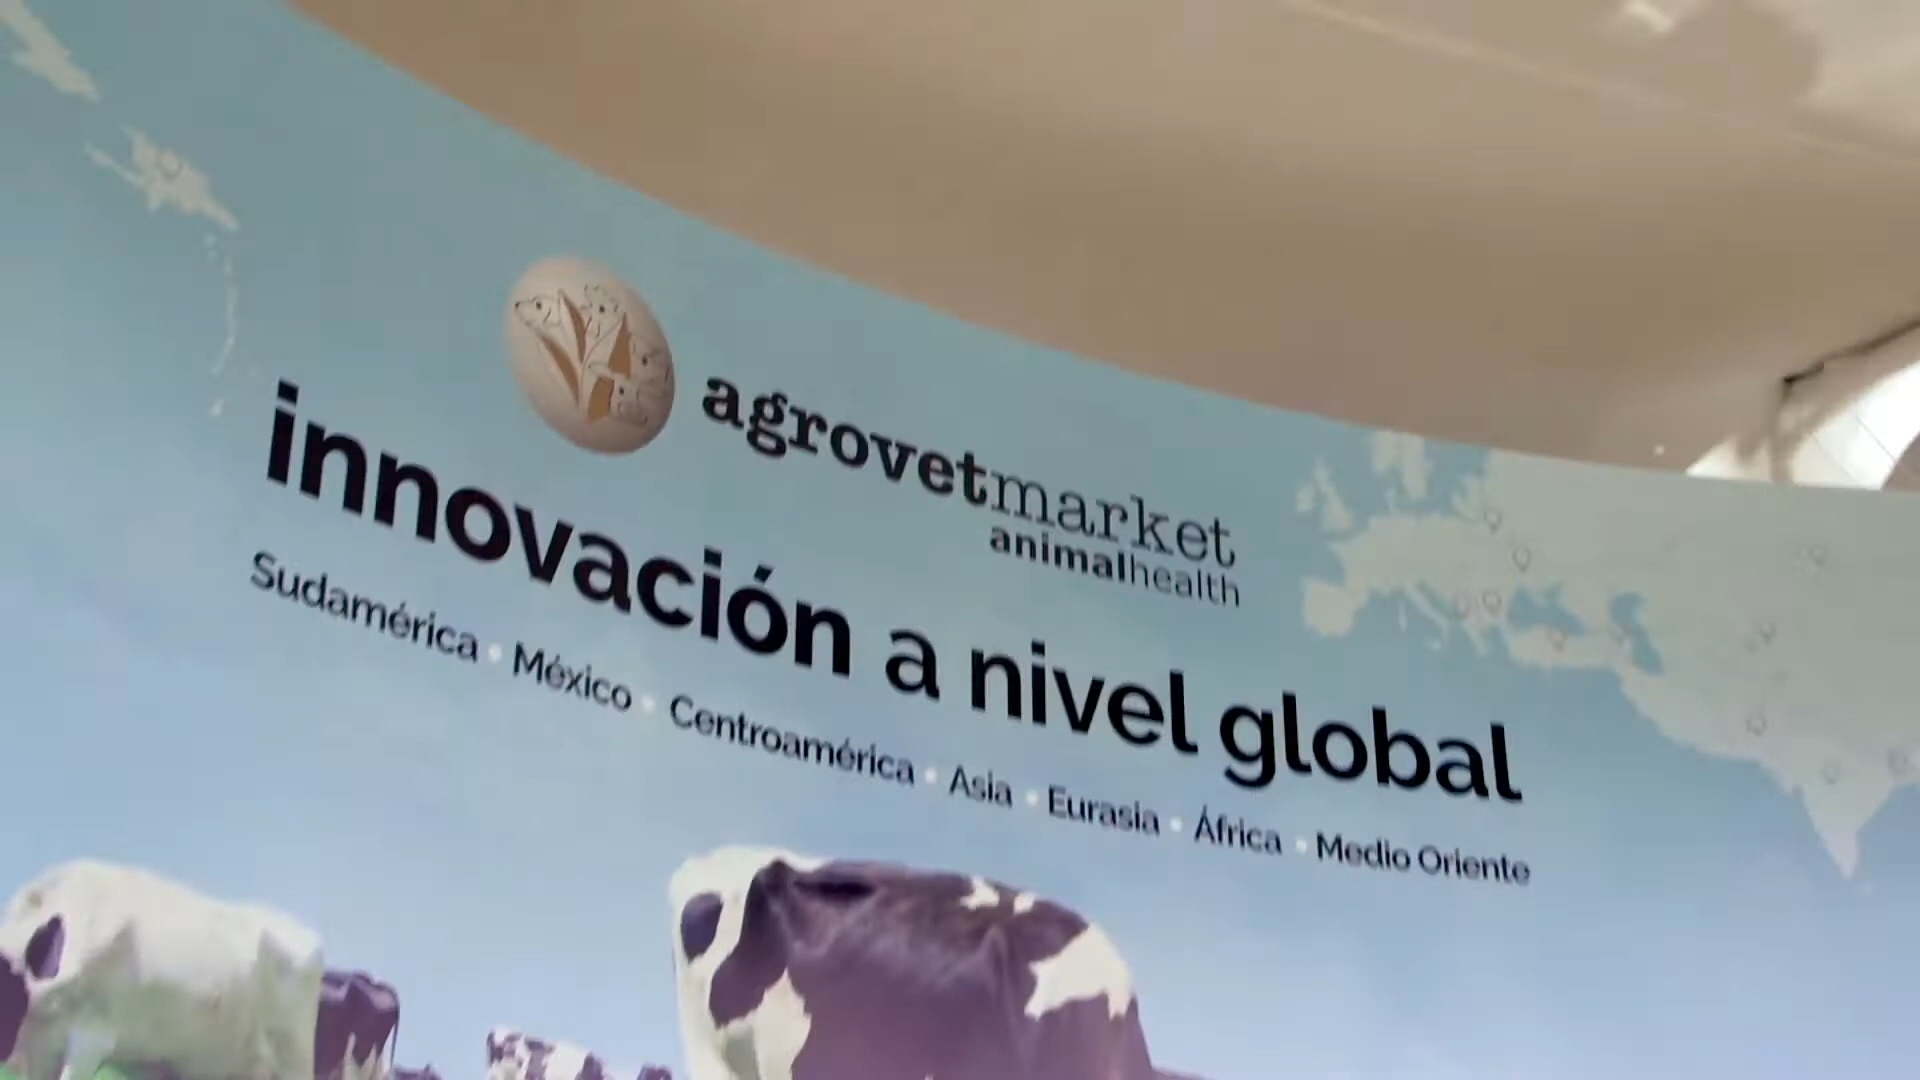 agrovetmarket
animalhealth
innovación a nivel global
Sudamérica • México • Centroamérica • Asia • Eurasia • África • Medio Oriente